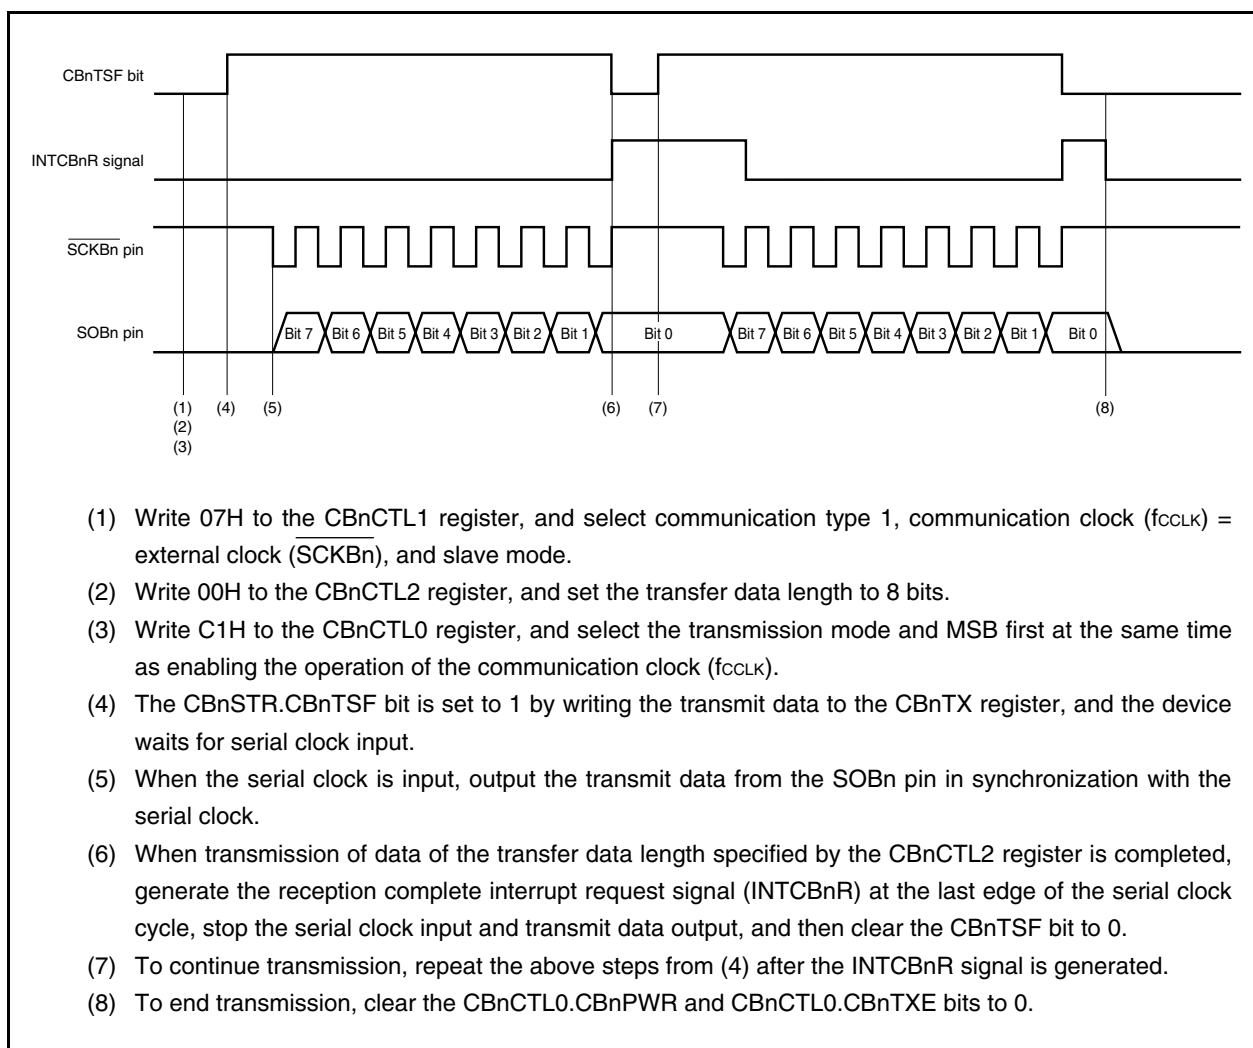 CBnTSF bit
INTCBnR signal
SCKBn pin
SOBn pin
Bit 7 Bit 6 Bit 5 Bit 4 Bit 3 Bit 2 Bit 1 Bit 0 Bit 7 Bit 6 Bit 5 Bit 4 Bit 3 Bit 2 Bit 1 Bit 0
(1) (4) (5) (6) (7) (8)
(2)
(3)
(1) Write 07H to the CBnCTL1 register, and select communication type 1, communication clock (fCCLK) =
external clock (SCKBn), and slave mode.
(2) Write 00H to the CBnCTL2 register, and set the transfer data length to 8 bits.
(3) Write C1H to the CBnCTL0 register, and select the transmission mode and MSB first at the same time
as enabling the operation of the communication clock (fCCLK).
(4) The CBnSTR.CBnTSF bit is set to 1 by writing the transmit data to the CBnTX register, and the device
waits for serial clock input.
(5) When the serial clock is input, output the transmit data from the SOBn pin in synchronization with the
serial clock.
(6) When transmission of data of the transfer data length specified by the CBnCTL2 register is completed,
generate the reception complete interrupt request signal (INTCBnR) at the last edge of the serial clock
cycle, stop the serial clock input and transmit data output, and then clear the CBnTSF bit to 0.
(7) To continue transmission, repeat the above steps from (4) after the INTCBnR signal is generated.
(8) To end transmission, clear the CBnCTL0.CBnPWR and CBnCTL0.CBnTXE bits to 0.